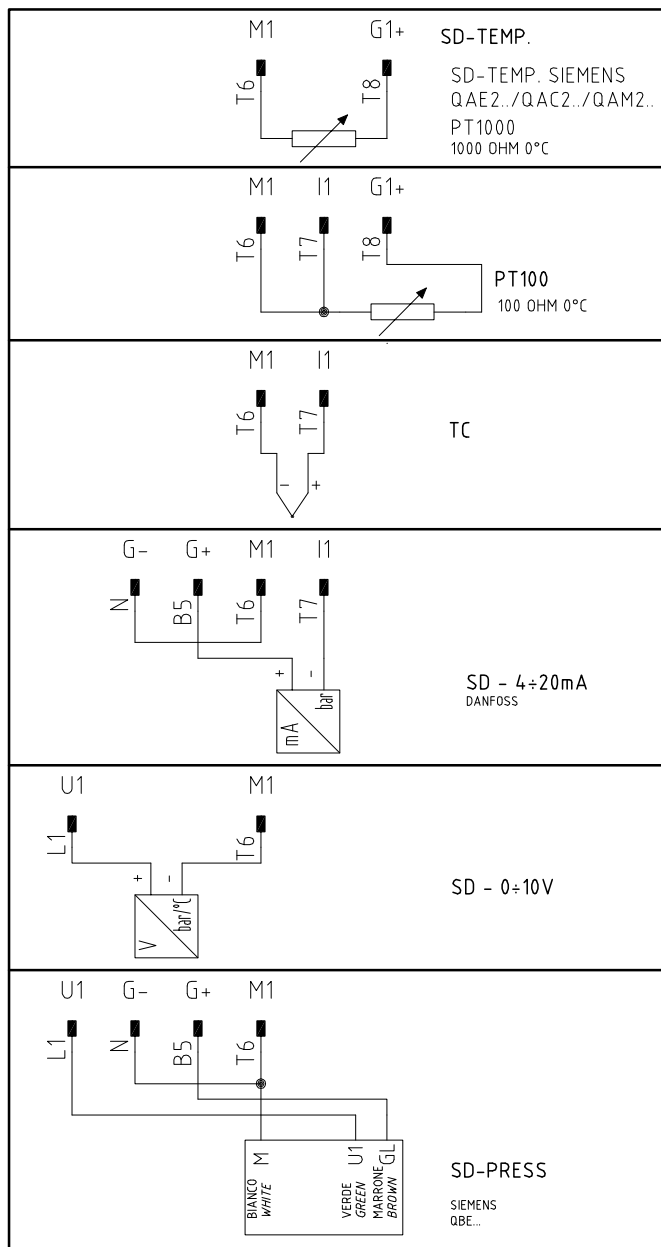 M1 G1+ SD-TEMP.
T6 T8
SD-TEMP. SIEMENS
QAE2../QAC2../QAM2..
PT1000
1000 OHM 0°C
M1 I1 G1+
T6 T7 T8
PT100
100 OHM 0°C
M1 I1
T6 T7
TC
- +
G- G+ M1 I1
N B5 T6 T7
+ -
mA bar
SD - 4÷20mA
DANFOSS
U1 M1
L1 T6
+ -
V bar/°C
SD - 0÷10V
U1 G- G+ M1
L1 N B5 T6
M U1 GL
BIANCO VERDE MARRONE
WHITE GREEN BROWN
SD-PRESS
SIEMENS
QBE...